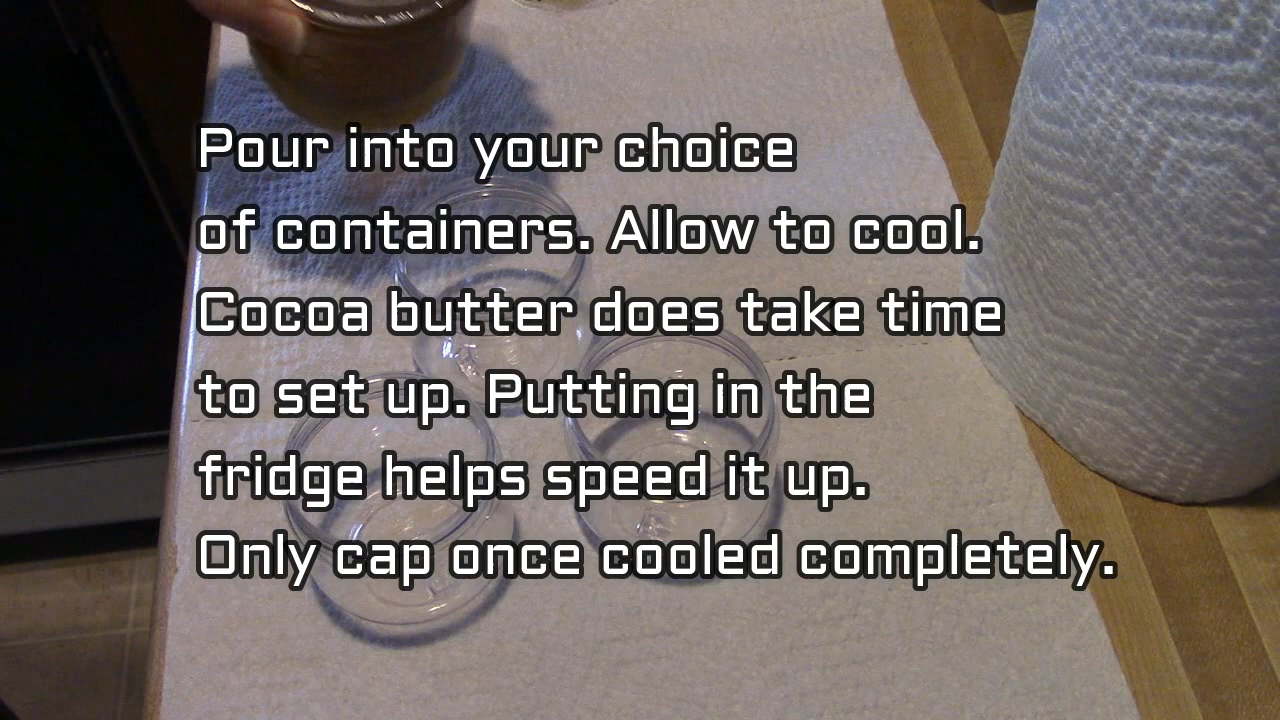 Pour into your choice
of containers. Allow to cool.
Cocoa butter does take time
to set up. Putting in the
fridge helps speed it up.
Only cap once cooled completely.